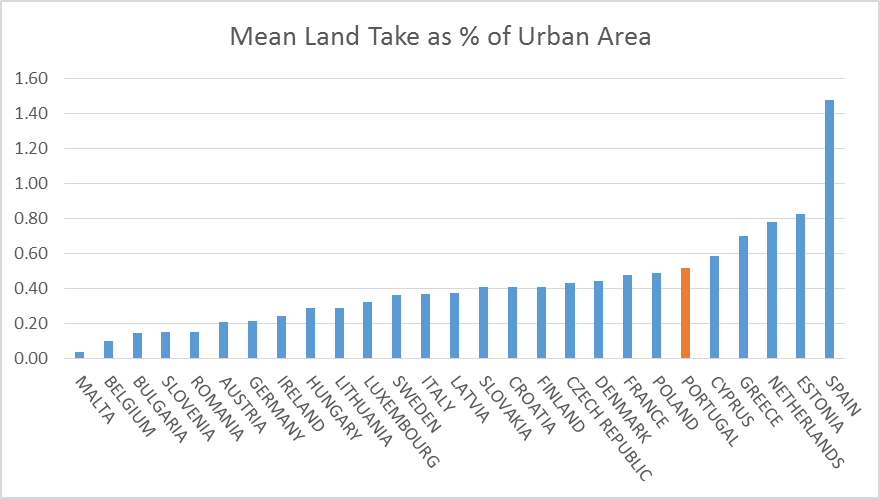 Mean Land Take as % of Urban Area
1.60
1.40
1.20
1.00
0.80
0.60
0.40
0.20
0.00
MALTA
BELGIUM
BULGARIA
SLOVENIA
ROMANIA
AUSTRIA
GERMANY
IRELAND
HUNGARY
LITHUANIA
LUXEMBOURG
SWEDEN
ITALY
LATVIA
SLOVAKIA
CROATIA
FINLAND
CZECH REPUBLIC
DENMARK
FRANCE
POLAND
PORTUGAL
CYPRUS
GREECE
NETHERLANDS
ESTONIA
SPAIN